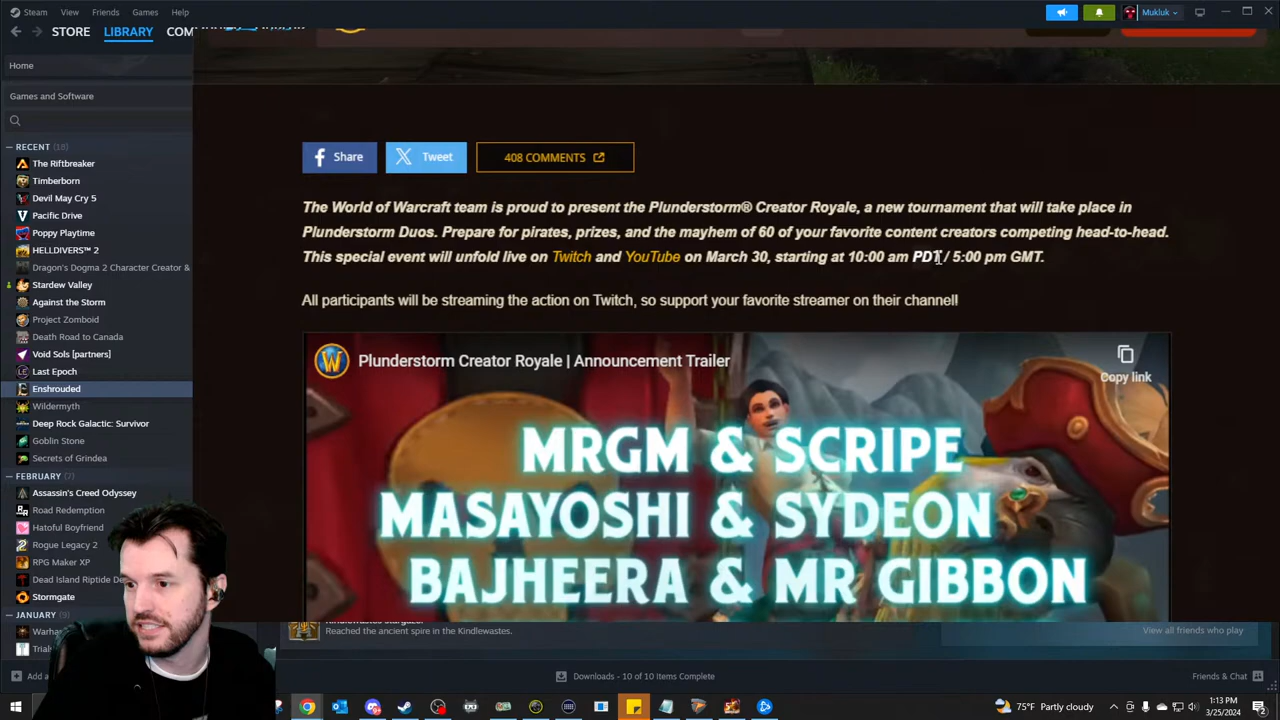 Steam View Friends Games Help
Mukluk
STORE LIBRARY
Home
Games and Software
RECENT (18)
The Riftbreaker
Timberborn
Devil May Cry 5
Pacific Drive
Poppy Playtime
HELLDIVERS™ 2
Dragon's Dogma 2 Character Creator &
Stardew Valley
Against the Storm
Project Zomboid
Death Road to Canada
Void Sols [partners]
Last Epoch
Enshrouded
Wildermyth
Deep Rock Galactic: Survivor
Goblin Stone
Secrets of Grindea
FEBRUARY (7)
Assassin's Creed Odyssey
Road Redemption
Hatoful Boyfriend
Rogue Legacy 2
RPG Maker XP
Dead Island Riptide De
Stormgate
JANUARY (9)
Warha
Trial
Add a
Share
Tweet
408 COMMENTS
The World of Warcraft team is proud to present the Plunderstorm® Creator Royale, a new tournament that will take place in
Plunderstorm Duos. Prepare for pirates, prizes, and the mayhem of 60 of your favorite content creators competing head-to-head.
This special event will unfold live on Twitch and YouTube on March 30, starting at 10:00 am PDT / 5:00 pm GMT.
All participants will be streaming the action on Twitch, so support your favorite streamer on their channel!
Plunderstorm Creator Royale | Announcement Trailer
Copy link
MRGM & SCRIPE
MASAYOSHI & SYDEON
BAJHEERA & MR GIBBON
Reached the ancient spire in the Kindlewastes.
View all friends who play
Downloads - 10 of 10 Items Complete
Friends & Chat
75°F Partly cloudy
1:13 PM
3/25/2024